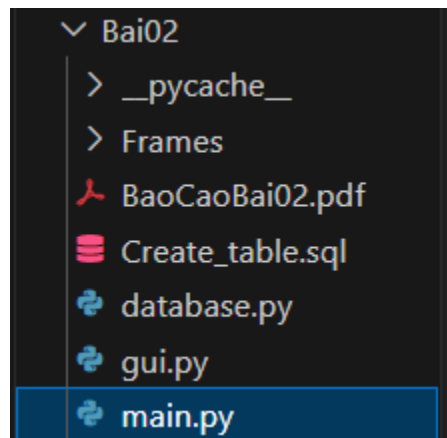 Bai02
__pycache__
Frames
BaoCaoBai02.pdf
Create_table.sql
database.py
gui.py
main.py